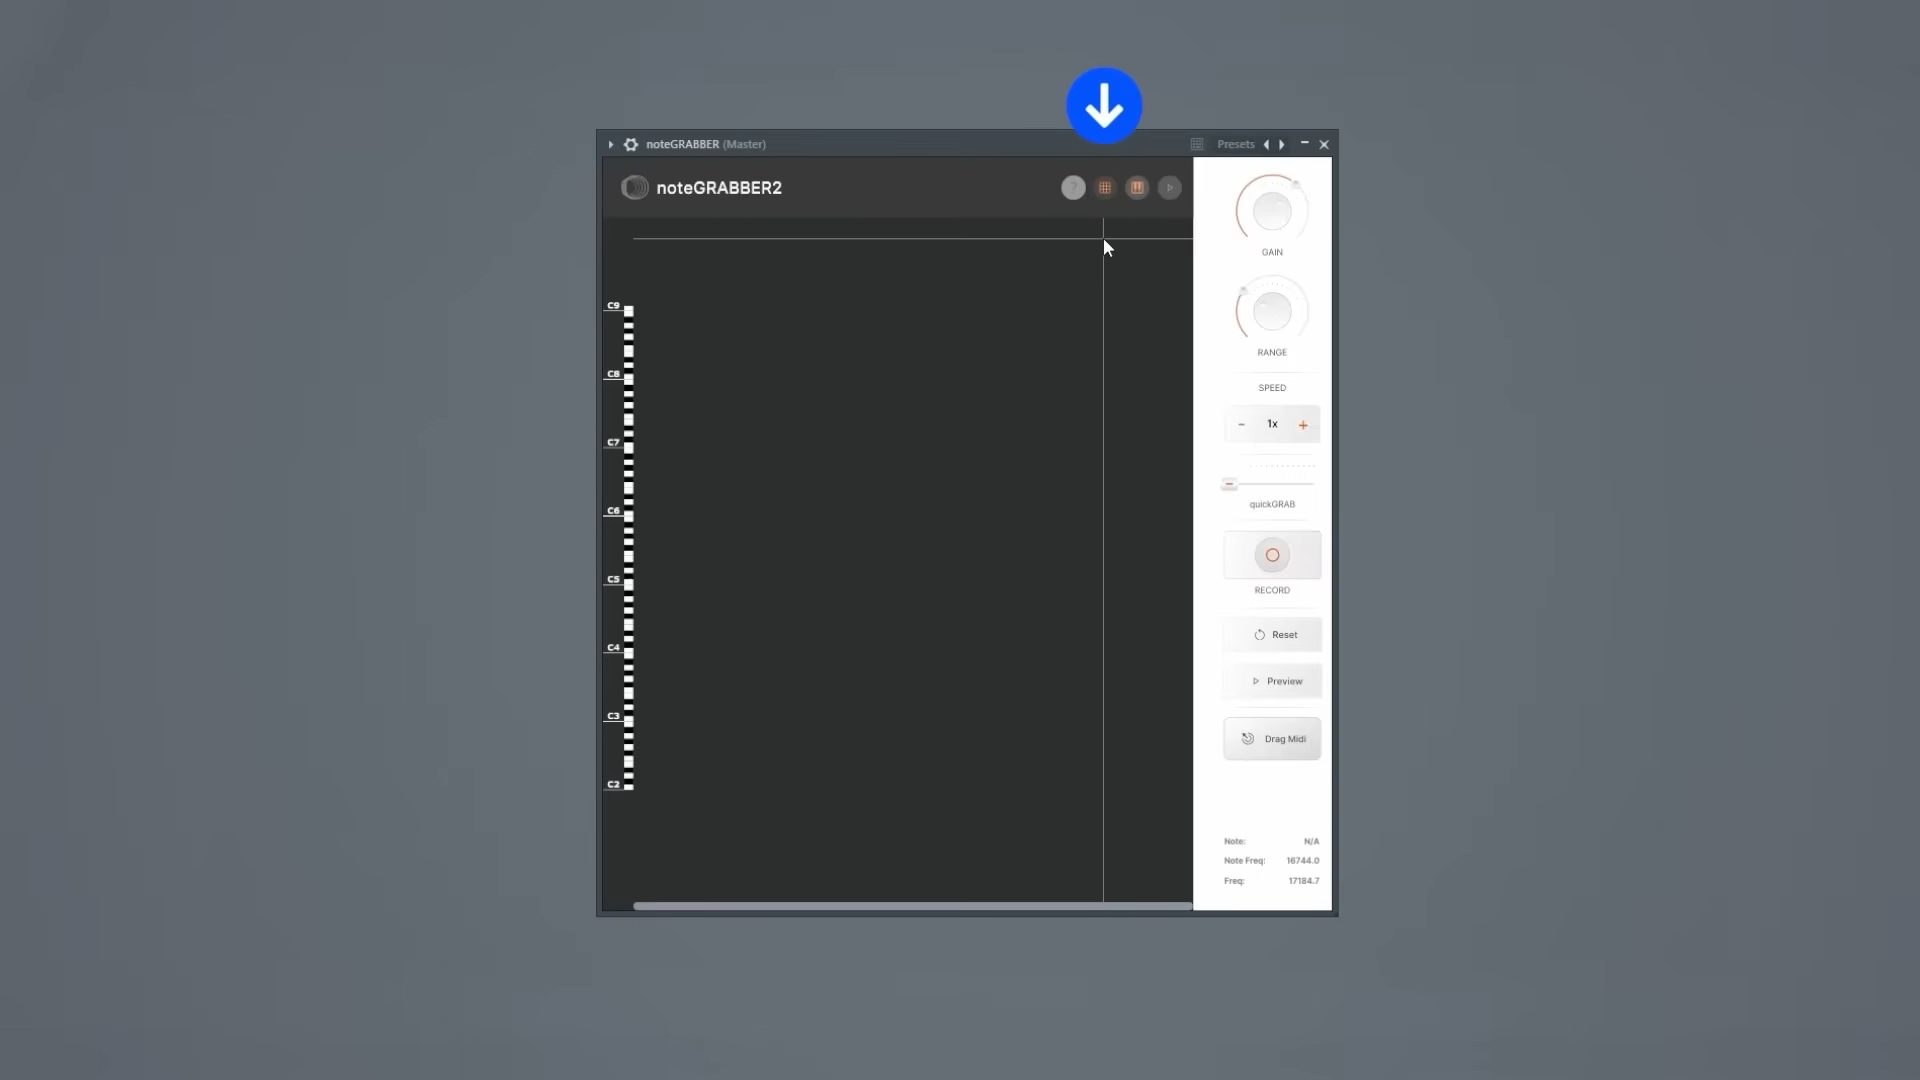 noteGRABBER (Master)
Presets
noteGRABBER2
?
GAIN
RANGE
SPEED
- 1x +
quickGRAB
RECORD
Reset
Preview
Drag Midi
Note: N/A
Note Freq: 16744.0
Freq: 17184.7
C9
C8
C7
C6
C5
C4
C3
C2